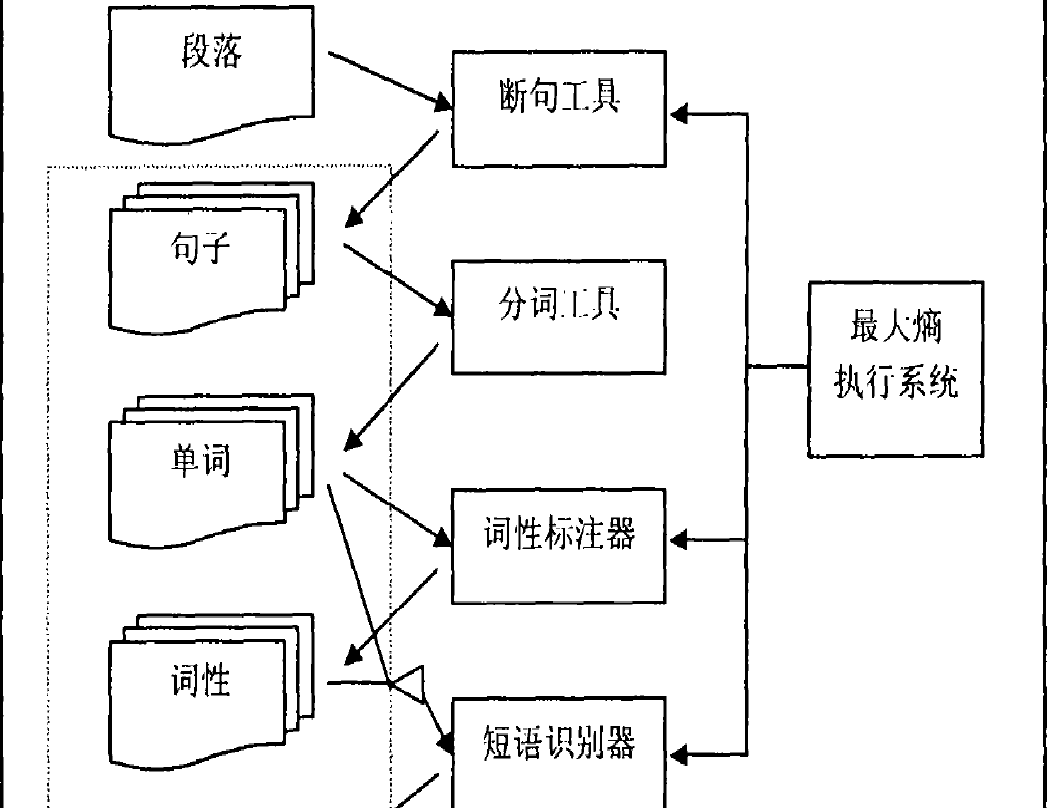 段落
断句工具
句子
分词工具
最大熵
执行系统
单词
词性标注器
词性
短语识别器